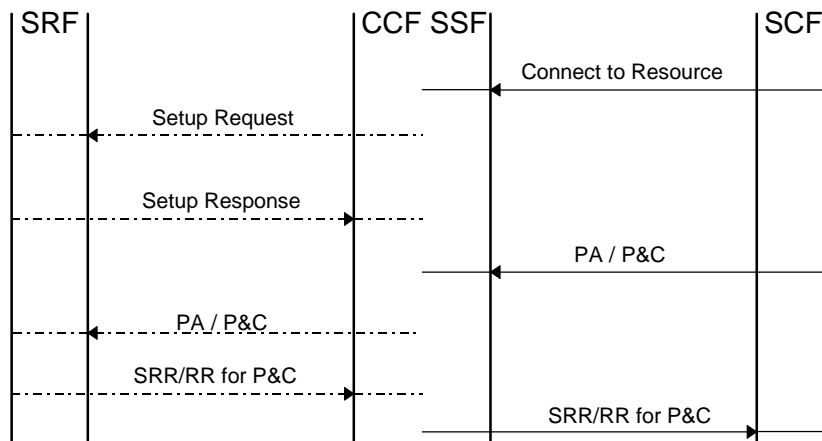 SRF CCF SSF SCF
Connect to Resource
Setup Request
Setup Response
PA / P&C
PA / P&C
SRR/RR for P&C
SRR/RR for P&C